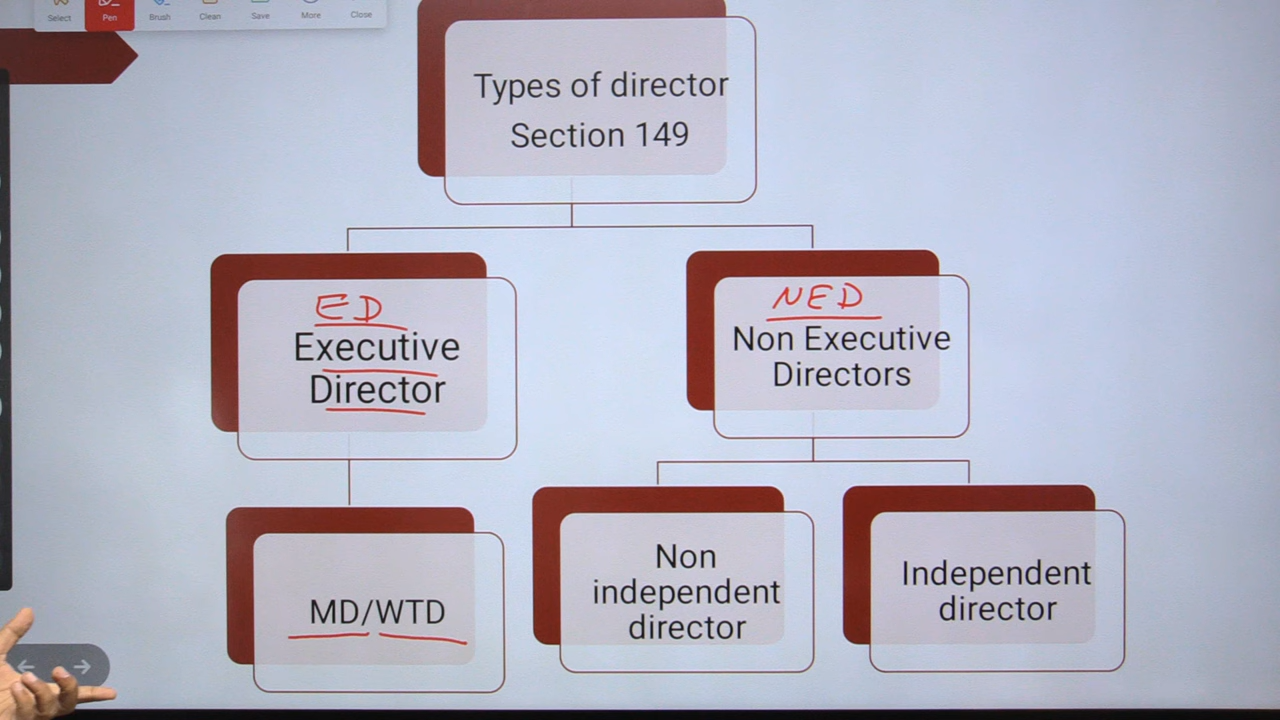 Select
Pen
Brush
Clean
Save
More
Close
Types of director
Section 149
ED
Executive
Director
NED
Non Executive
Directors
MD/WTD
Non
independent
director
Independent
director